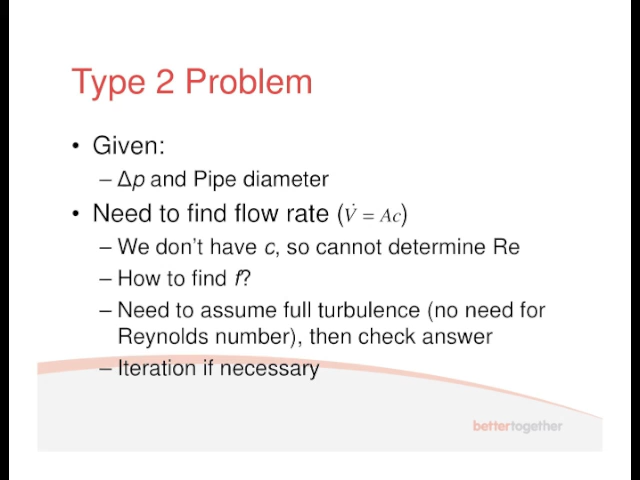 Type 2 Problem
• Given:
– Δp and Pipe diameter
• Need to find flow rate (V̇ = Ac)
– We don't have c, so cannot determine Re
– How to find f?
– Need to assume full turbulence (no need for
Reynolds number), then check answer
– Iteration if necessary
bettertogether